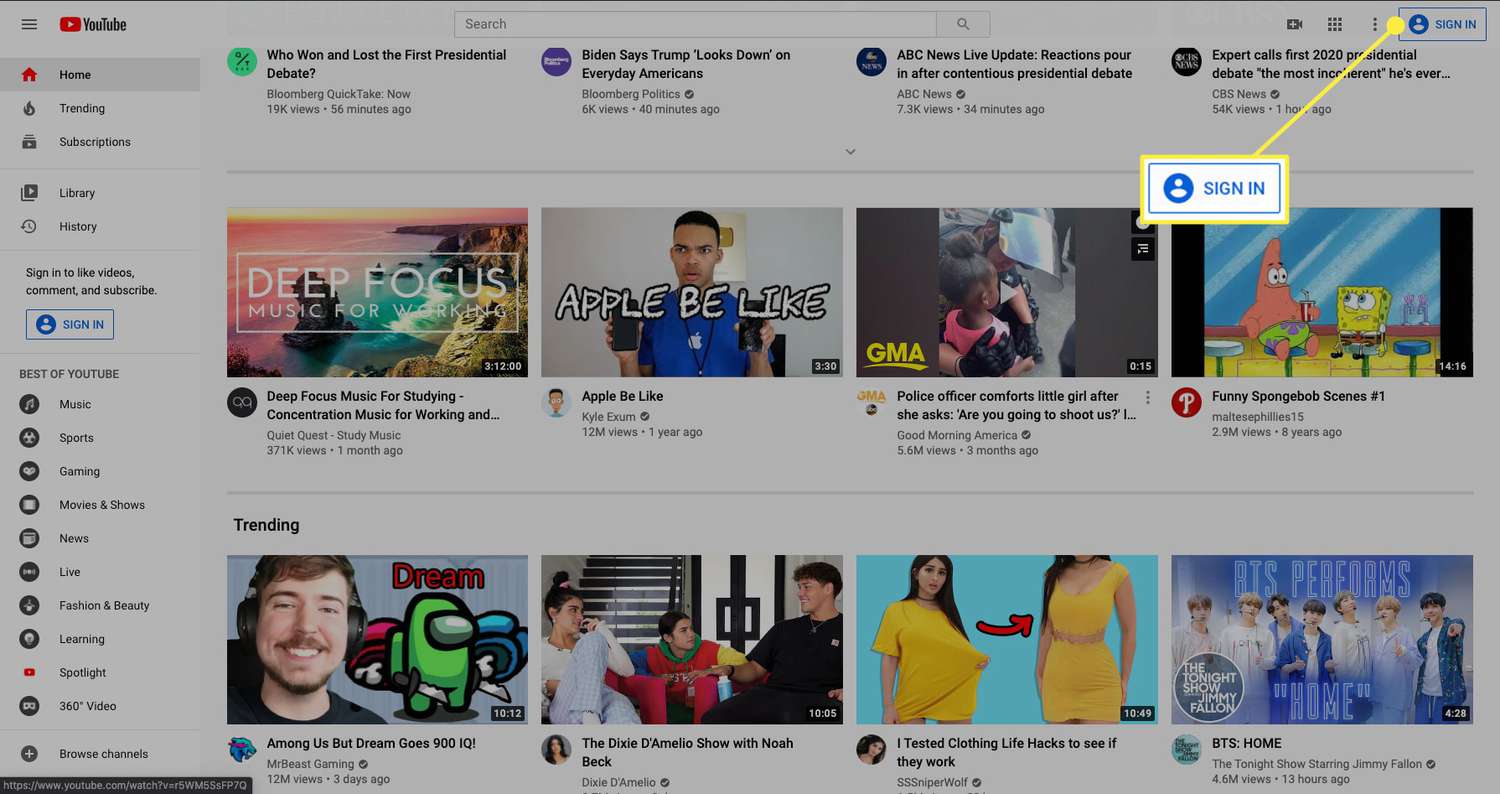 YouTube
Search
SIGN IN
Home
Trending
Subscriptions
Library
History
Sign in to like videos,
comment, and subscribe.
SIGN IN
BEST OF YOUTUBE
Music
Sports
Gaming
Movies & Shows
News
Live
Fashion & Beauty
Learning
Spotlight
360° Video
Browse channels
https://www.youtube.com/watch?v=r5WM5SsFP7Q
Who Won and Lost the First Presidential
Debate?
Bloomberg QuickTake: Now
19K views • 56 minutes ago
Bloomberg
Politics
Biden Says Trump ‘Looks Down’ on
Everyday Americans
Bloomberg Politics
6K views • 40 minutes ago
NEWS
ABC News Live Update: Reactions pour
in after contentious presidential debate
ABC News
7.3K views • 34 minutes ago
CBS
NEWS
Expert calls first 2020 presidential
debate "the most incoherent" he's ever...
CBS News
54K views • 1 hour ago
SIGN IN
DEEP FOCUS
MUSIC FOR WORKING
3:12:00
Deep Focus Music For Studying -
Concentration Music for Working and...
Quiet Quest - Study Music
371K views • 1 month ago
APPLE BE LIKE
3:30
Apple Be Like
Kyle Exum
12M views • 1 year ago
GMA
0:15
GMA
Police officer comforts little girl after
she asks: 'Are you going to shoot us?' I...
Good Morning America
5.6M views • 3 months ago
14:16
Funny Spongebob Scenes #1
maltesephillies15
2.9M views • 8 years ago
Trending
Dream
10:12
Among Us But Dream Goes 900 IQ!
MrBeast Gaming
12M views • 3 days ago
10:05
The Dixie D'Amelio Show with Noah
Beck
Dixie D'Amelio
10:49
I Tested Clothing Life Hacks to see if
they work
SSSniperWolf
BTS PERFORMS
"HOME"
THE
TONIGHT
SHOW
STARRING
JIMMY
FALLON
4:28
BTS: HOME
The Tonight Show Starring Jimmy Fallon
4.6M views • 13 hours ago